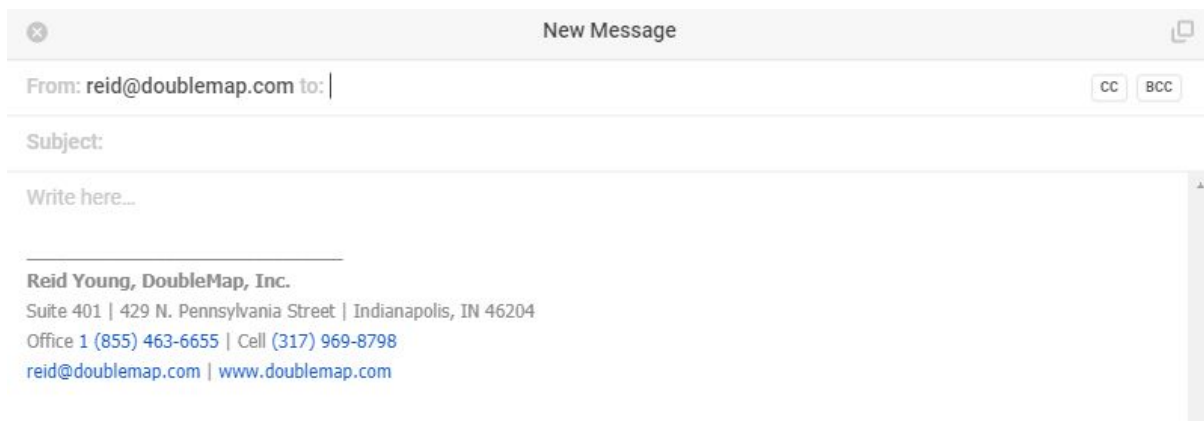 New Message
From: reid@doublemap.com to: CC BCC
Subject:
Write here...
Reid Young, DoubleMap, Inc.
Suite 401 | 429 N. Pennsylvania Street | Indianapolis, IN 46204
Office 1 (855) 463-6655 | Cell (317) 969-8798
reid@doublemap.com | www.doublemap.com